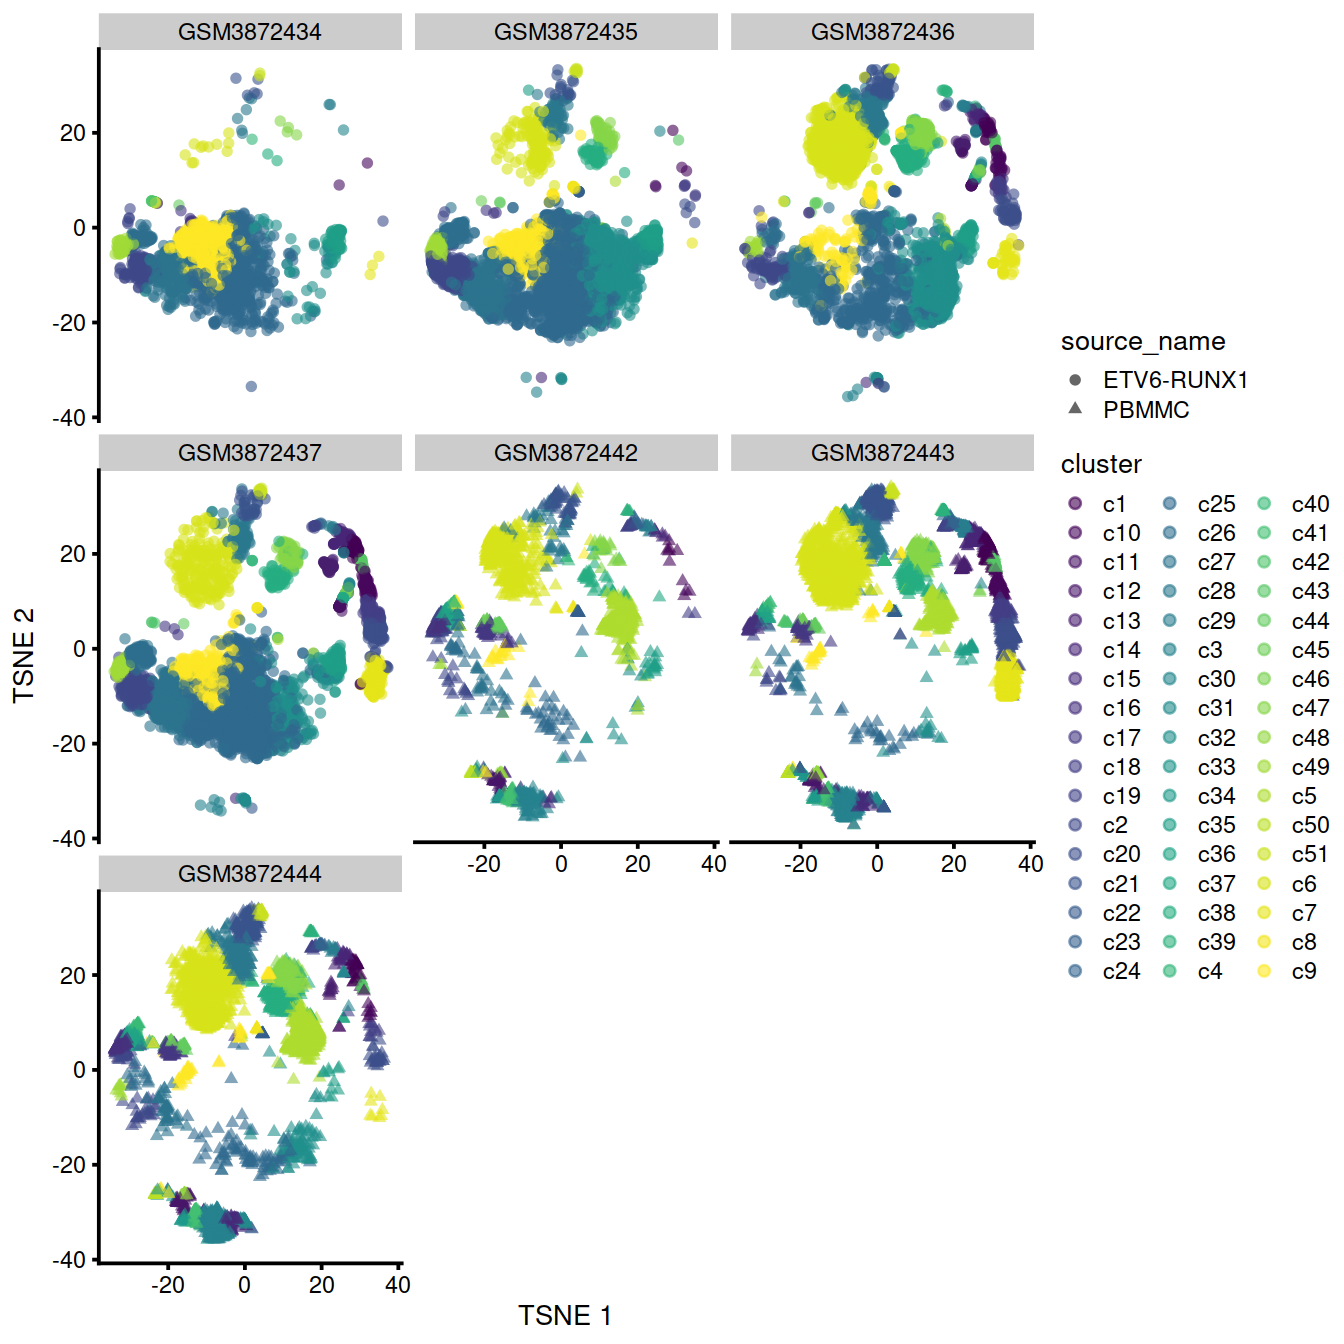 GSM3872434 GSM3872435 GSM3872436
20
0
-20
-40
GSM3872437 GSM3872442 GSM3872443
20
0
-20
-40
-20 0 20 40 -20 0 20 40
GSM3872444
20
0
-20
-40
-20 0 20 40
TSNE 1
TSNE 2
source_name
ETV6-RUNX1
PBMMC
cluster
c1 c25 c40
c10 c26 c41
c11 c27 c42
c12 c28 c43
c13 c29 c44
c14 c3 c45
c15 c30 c46
c16 c31 c47
c17 c32 c48
c18 c33 c49
c19 c34 c5
c2 c35 c50
c20 c36 c51
c21 c37 c6
c22 c38 c7
c23 c39 c8
c24 c4 c9